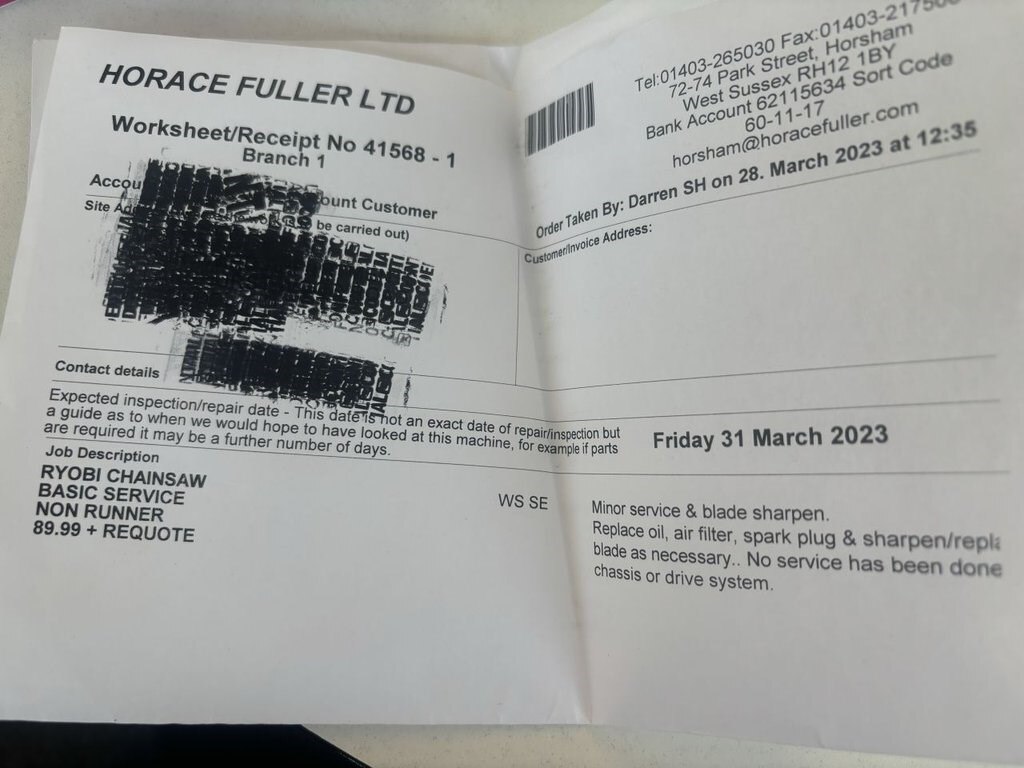 HORACE FULLER LTD
Worksheet/Receipt No 41568 - 1
Branch 1
ount Customer
Site
be carried out)
Contact details
Tel:01403-265030 Fax:01403-
72-74 Park Street, Horsham
West Sussex RH12 1BY
Bank Account 62115634 Sort Code
60-11-17
horsham@horacefuller.com
Order Taken By: Darren SH on 28. March 2023 at 12:35
Customer/Invoice Address:
Expected inspection/repair date - This date is not an exact date of repair/inspection but
a guide as to when we would hope to have looked at this machine, for example if parts
are required it may be a further number of days.
Friday 31 March 2023
Job Description
RYOBI CHAINSAW
BASIC SERVICE
NON RUNNER
89.99 + REQUOTE
WS SE
Minor service & blade sharpen.
Replace oil, air filter, spark plug & sharpen/repla
blade as necessary.. No service has been done
chassis or drive system.